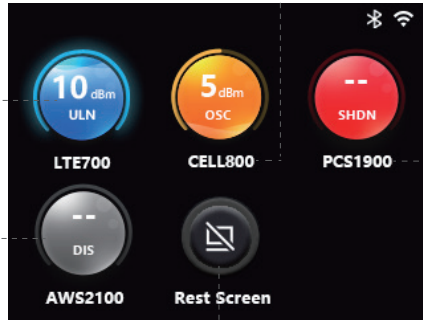 10 dBm
ULN
LTE700
5 dBm
OSC
CELL800
--
SHDN
PCS1900
--
DIS
AWS2100
Rest Screen